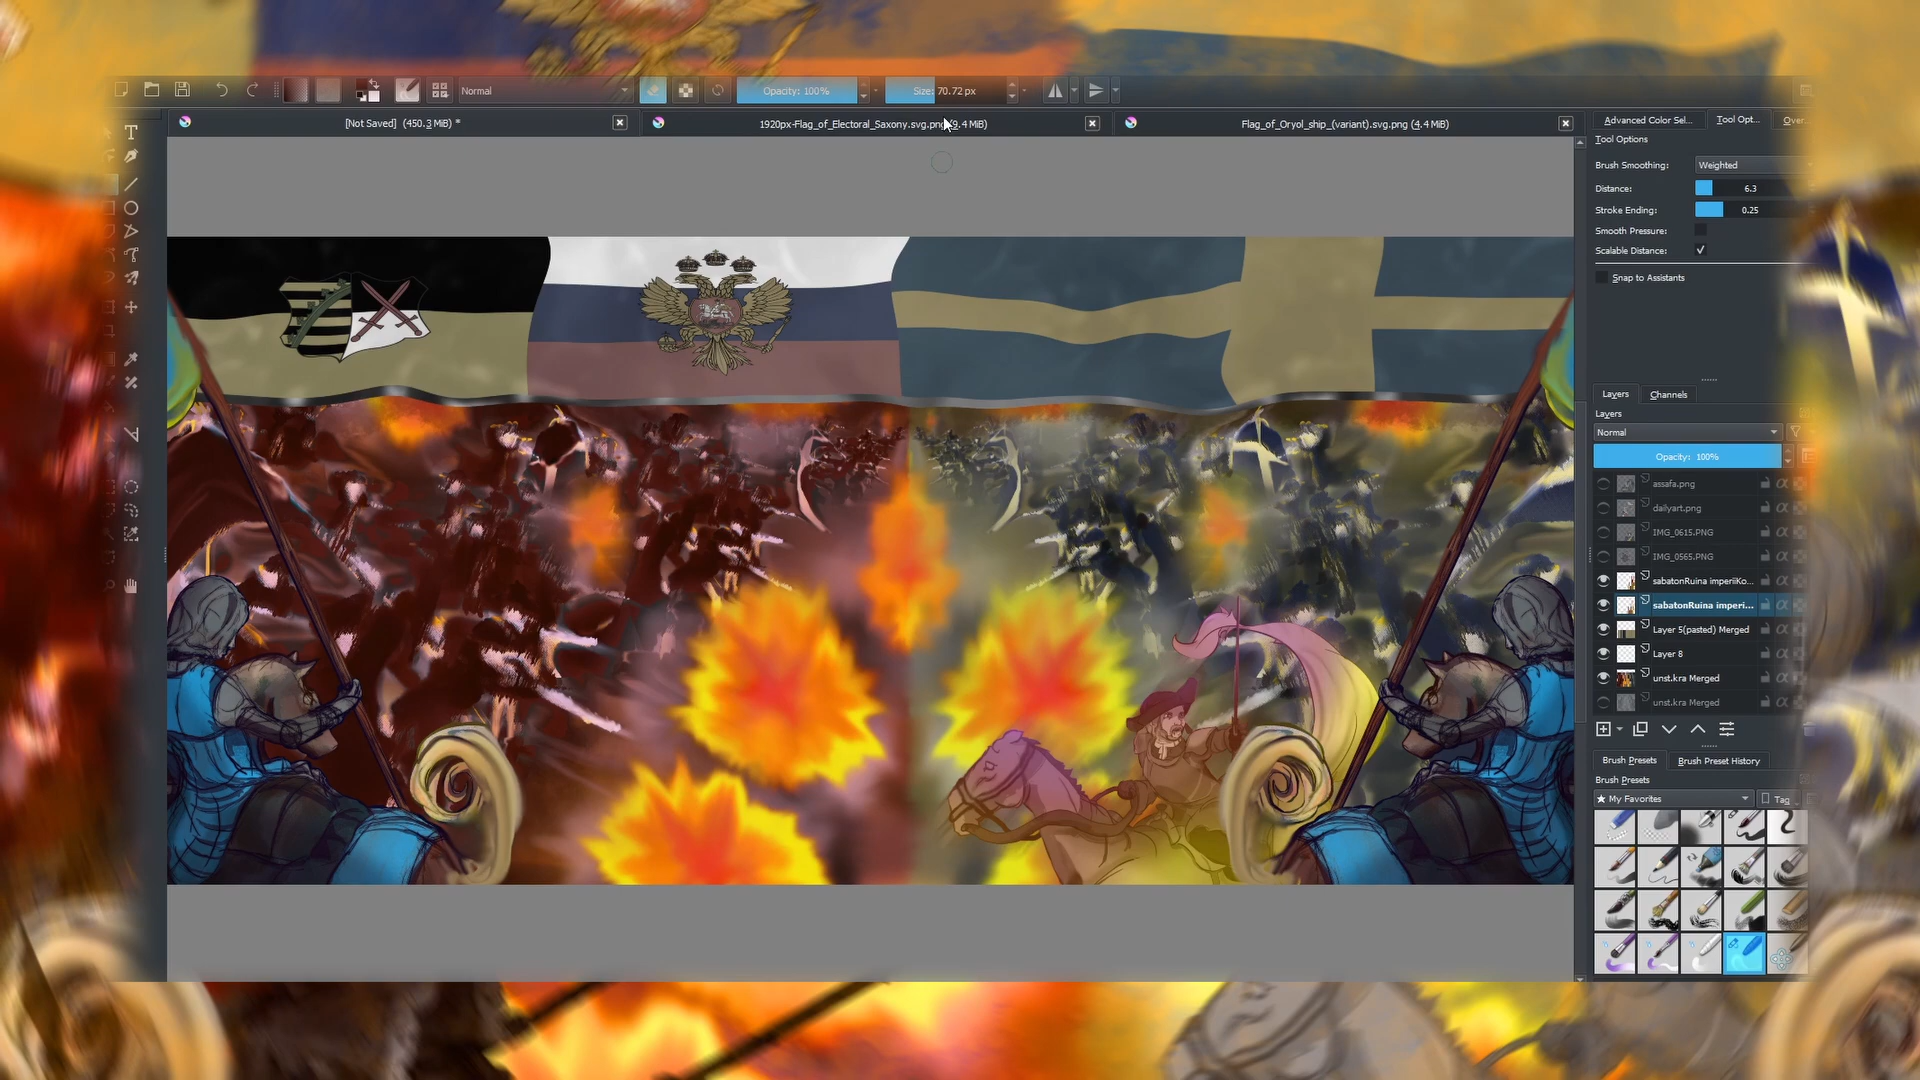 Normal
Opacity: 100%
Size: 70.72 px
[Not Saved] (450.3 MiB) *
1920px-Flag_of_Electoral_Saxony.svg.png (9.4 MiB)
Flag_of_Oryol_ship_(variant).svg.png (4.4 MiB)
Advanced Color Sel...
Tool Opt...
Over...
Tool Options
Brush Smoothing: Weighted
Distance: 6.3
Stroke Ending: 0.25
Smooth Pressure:
Scalable Distance:
Snap to Assistants
Layers
Channels
Layers
Normal
Opacity: 100%
assafa.png
dailyart.png
IMG_0615.PNG
IMG_0565.PNG
sabatonRuina imperiiKo...
sabatonRuina imperi...
Layer 5(pasted) Merged
Layer 8
unst.kra Merged
unst.kra Merged
Brush Presets
Brush Preset History
Brush Presets
My Favorites
Tag